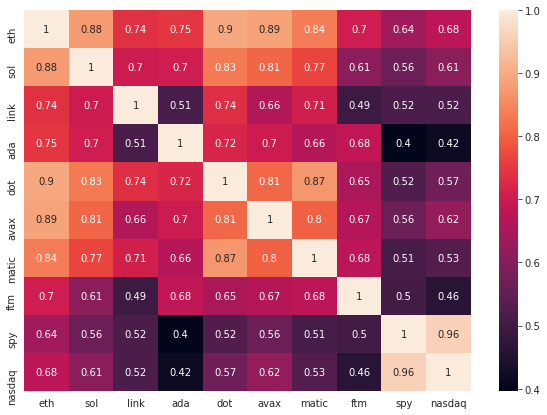 eth 1 0.88 0.74 0.75 0.9 0.89 0.84 0.7 0.64 0.68
sol 0.88 1 0.7 0.7 0.83 0.81 0.77 0.61 0.56 0.61
link 0.74 0.7 1 0.51 0.74 0.66 0.71 0.49 0.52 0.52
ada 0.75 0.7 0.51 1 0.72 0.7 0.66 0.68 0.4 0.42
dot 0.9 0.83 0.74 0.72 1 0.81 0.87 0.65 0.52 0.57
avax 0.89 0.81 0.66 0.7 0.81 1 0.8 0.67 0.56 0.62
matic 0.84 0.77 0.71 0.66 0.87 0.8 1 0.68 0.51 0.53
ftm 0.7 0.61 0.49 0.68 0.65 0.67 0.68 1 0.5 0.46
spy 0.64 0.56 0.52 0.4 0.52 0.56 0.51 0.5 1 0.96
nasdaq 0.68 0.61 0.52 0.42 0.57 0.62 0.53 0.46 0.96 1
eth sol link ada dot avax matic ftm spy nasdaq
1.0
0.9
0.8
0.7
0.6
0.5
0.4